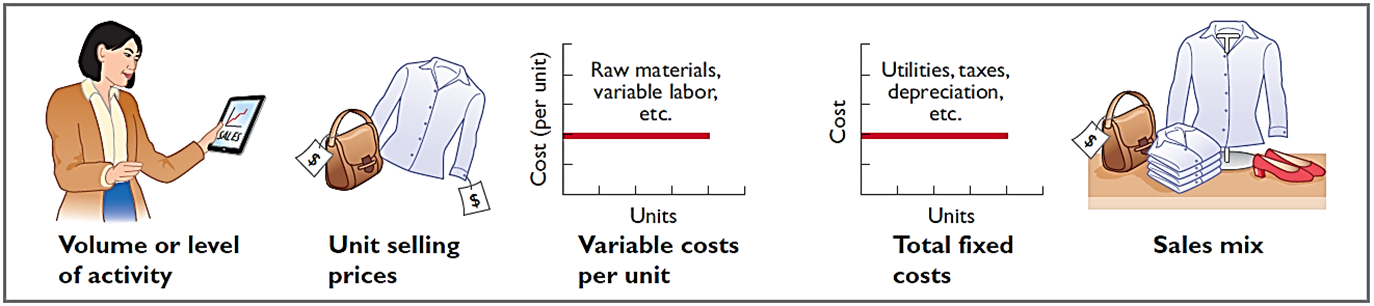 SALES
Volume or level
of activity
$
$
Unit selling
prices
Cost (per unit)
Raw materials,
variable labor,
etc.
Units
Variable costs
per unit
Cost
Utilities, taxes,
depreciation,
etc.
Units
Total fixed
costs
$
Sales mix